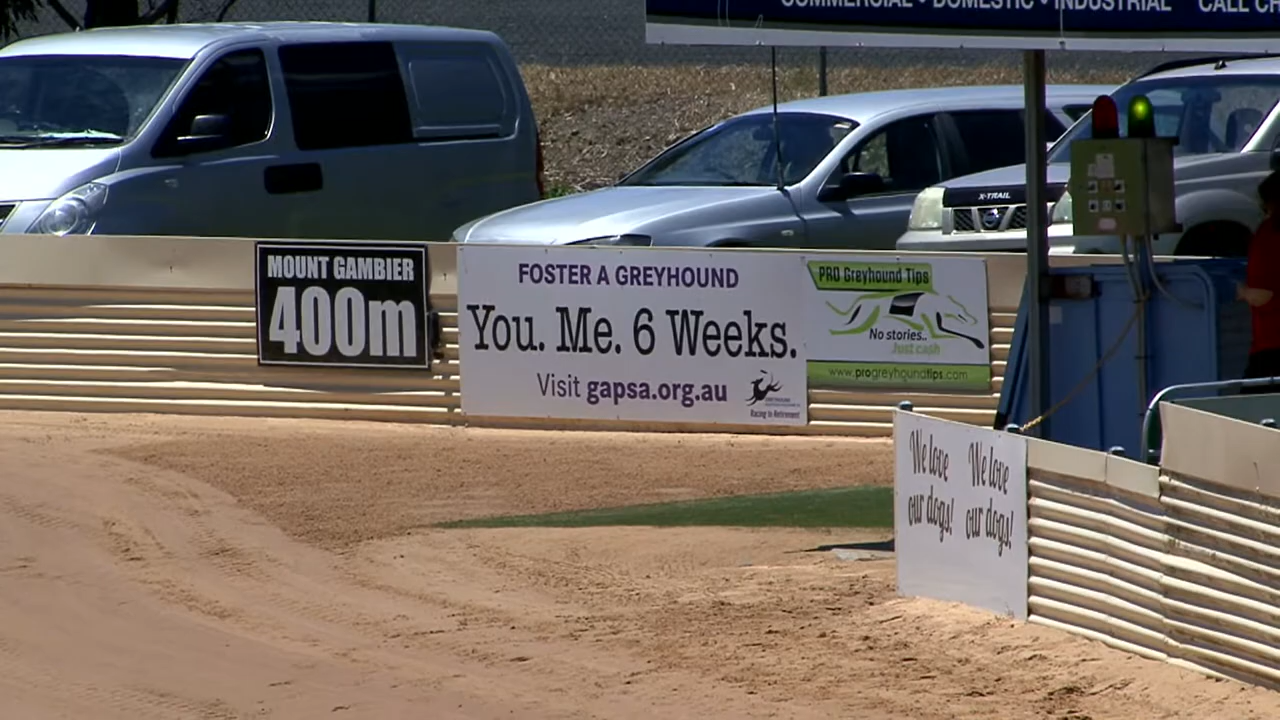 COMMERCIAL • DOMESTIC • INDUSTRIAL CALL
X-TRAIL
MOUNT GAMBIER
400m
FOSTER A GREYHOUND
You. Me. 6 Weeks.
Visit gapsa.org.au
Racing to Retirement
PRO Greyhound Tips
No stories..
Just cash
www.progreyhoundtips.com
We love
our dogs!
We love
our dogs!